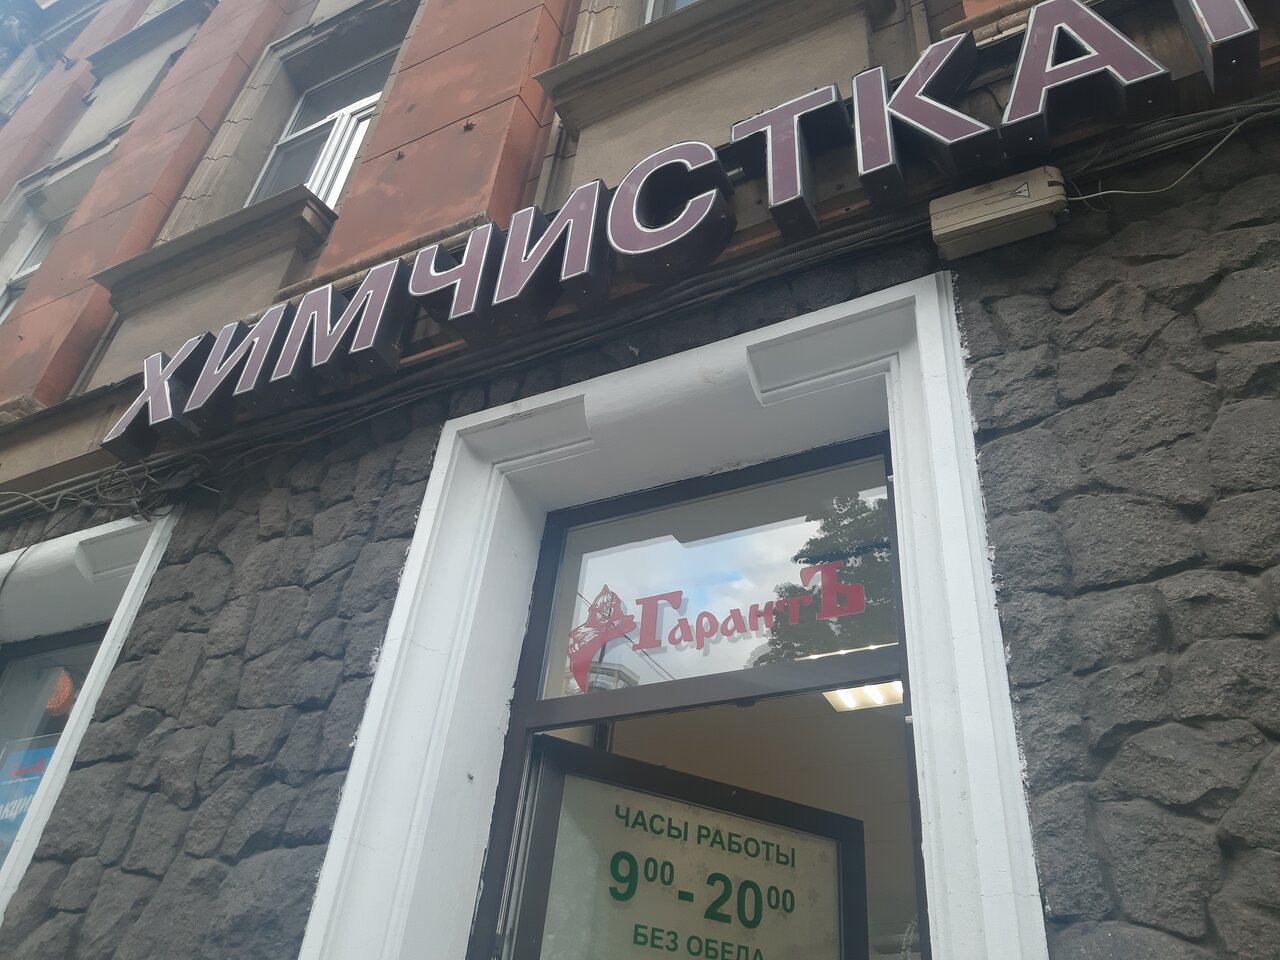 ХИМЧИСТКА
ГарантЪ
ЧАСЫ РАБОТЫ
9⁰⁰ - 20⁰⁰
БЕЗ ОБЕДА